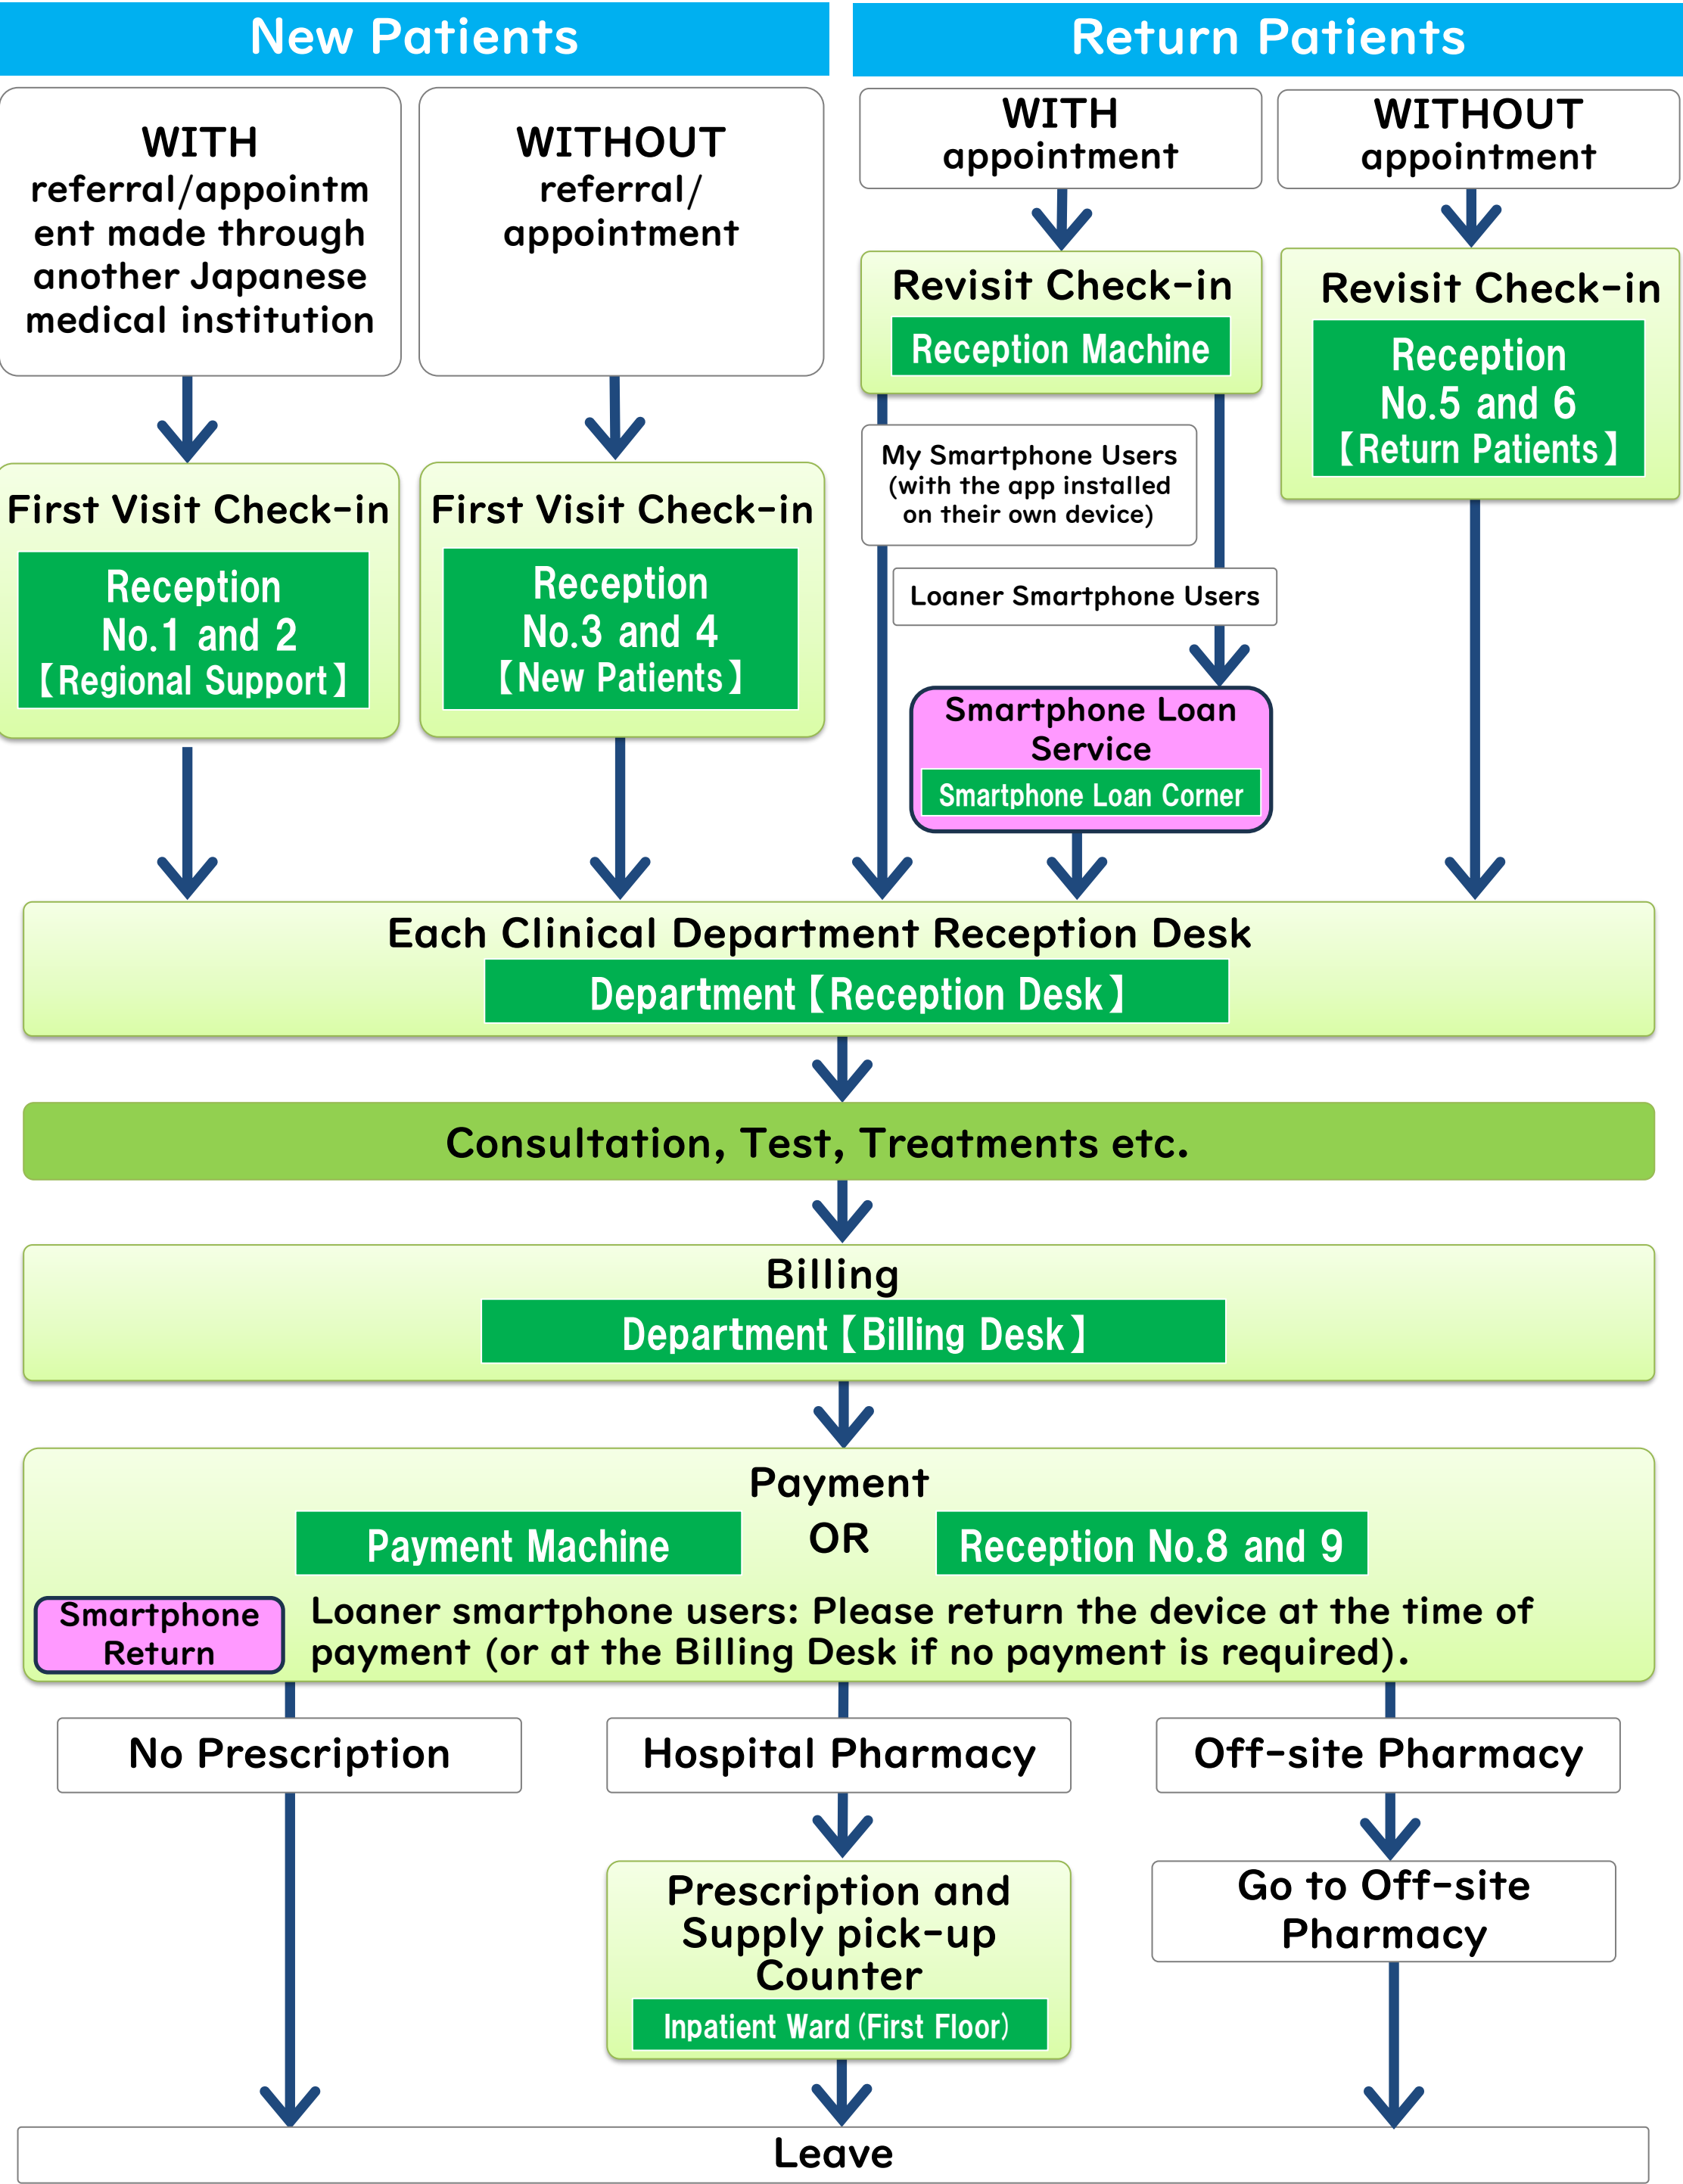 New Patients
WITH
referral/appointm
ent made through
another Japanese
medical institution
WITHOUT
referral/
appointment
First Visit Check-in
Reception
No.1 and 2
【Regional Support】
First Visit Check-in
Reception
No.3 and 4
【New Patients】
Return Patients
WITH
appointment
WITHOUT
appointment
Revisit Check-in
Reception Machine
Revisit Check-in
Reception
No.5 and 6
【Return Patients】
My Smartphone Users
(with the app installed
on their own device)
Loaner Smartphone Users
Smartphone Loan
Service
Smartphone Loan Corner
Each Clinical Department Reception Desk
Department【Reception Desk】
Consultation, Test, Treatments etc.
Billing
Department【Billing Desk】
Payment
Payment Machine
OR
Reception No.8 and 9
Smartphone
Return
Loaner smartphone users: Please return the device at the time of
payment (or at the Billing Desk if no payment is required).
No Prescription
Hospital Pharmacy
Off-site Pharmacy
Prescription and
Supply pick-up
Counter
Inpatient Ward(First Floor)
Go to Off-site
Pharmacy
Leave